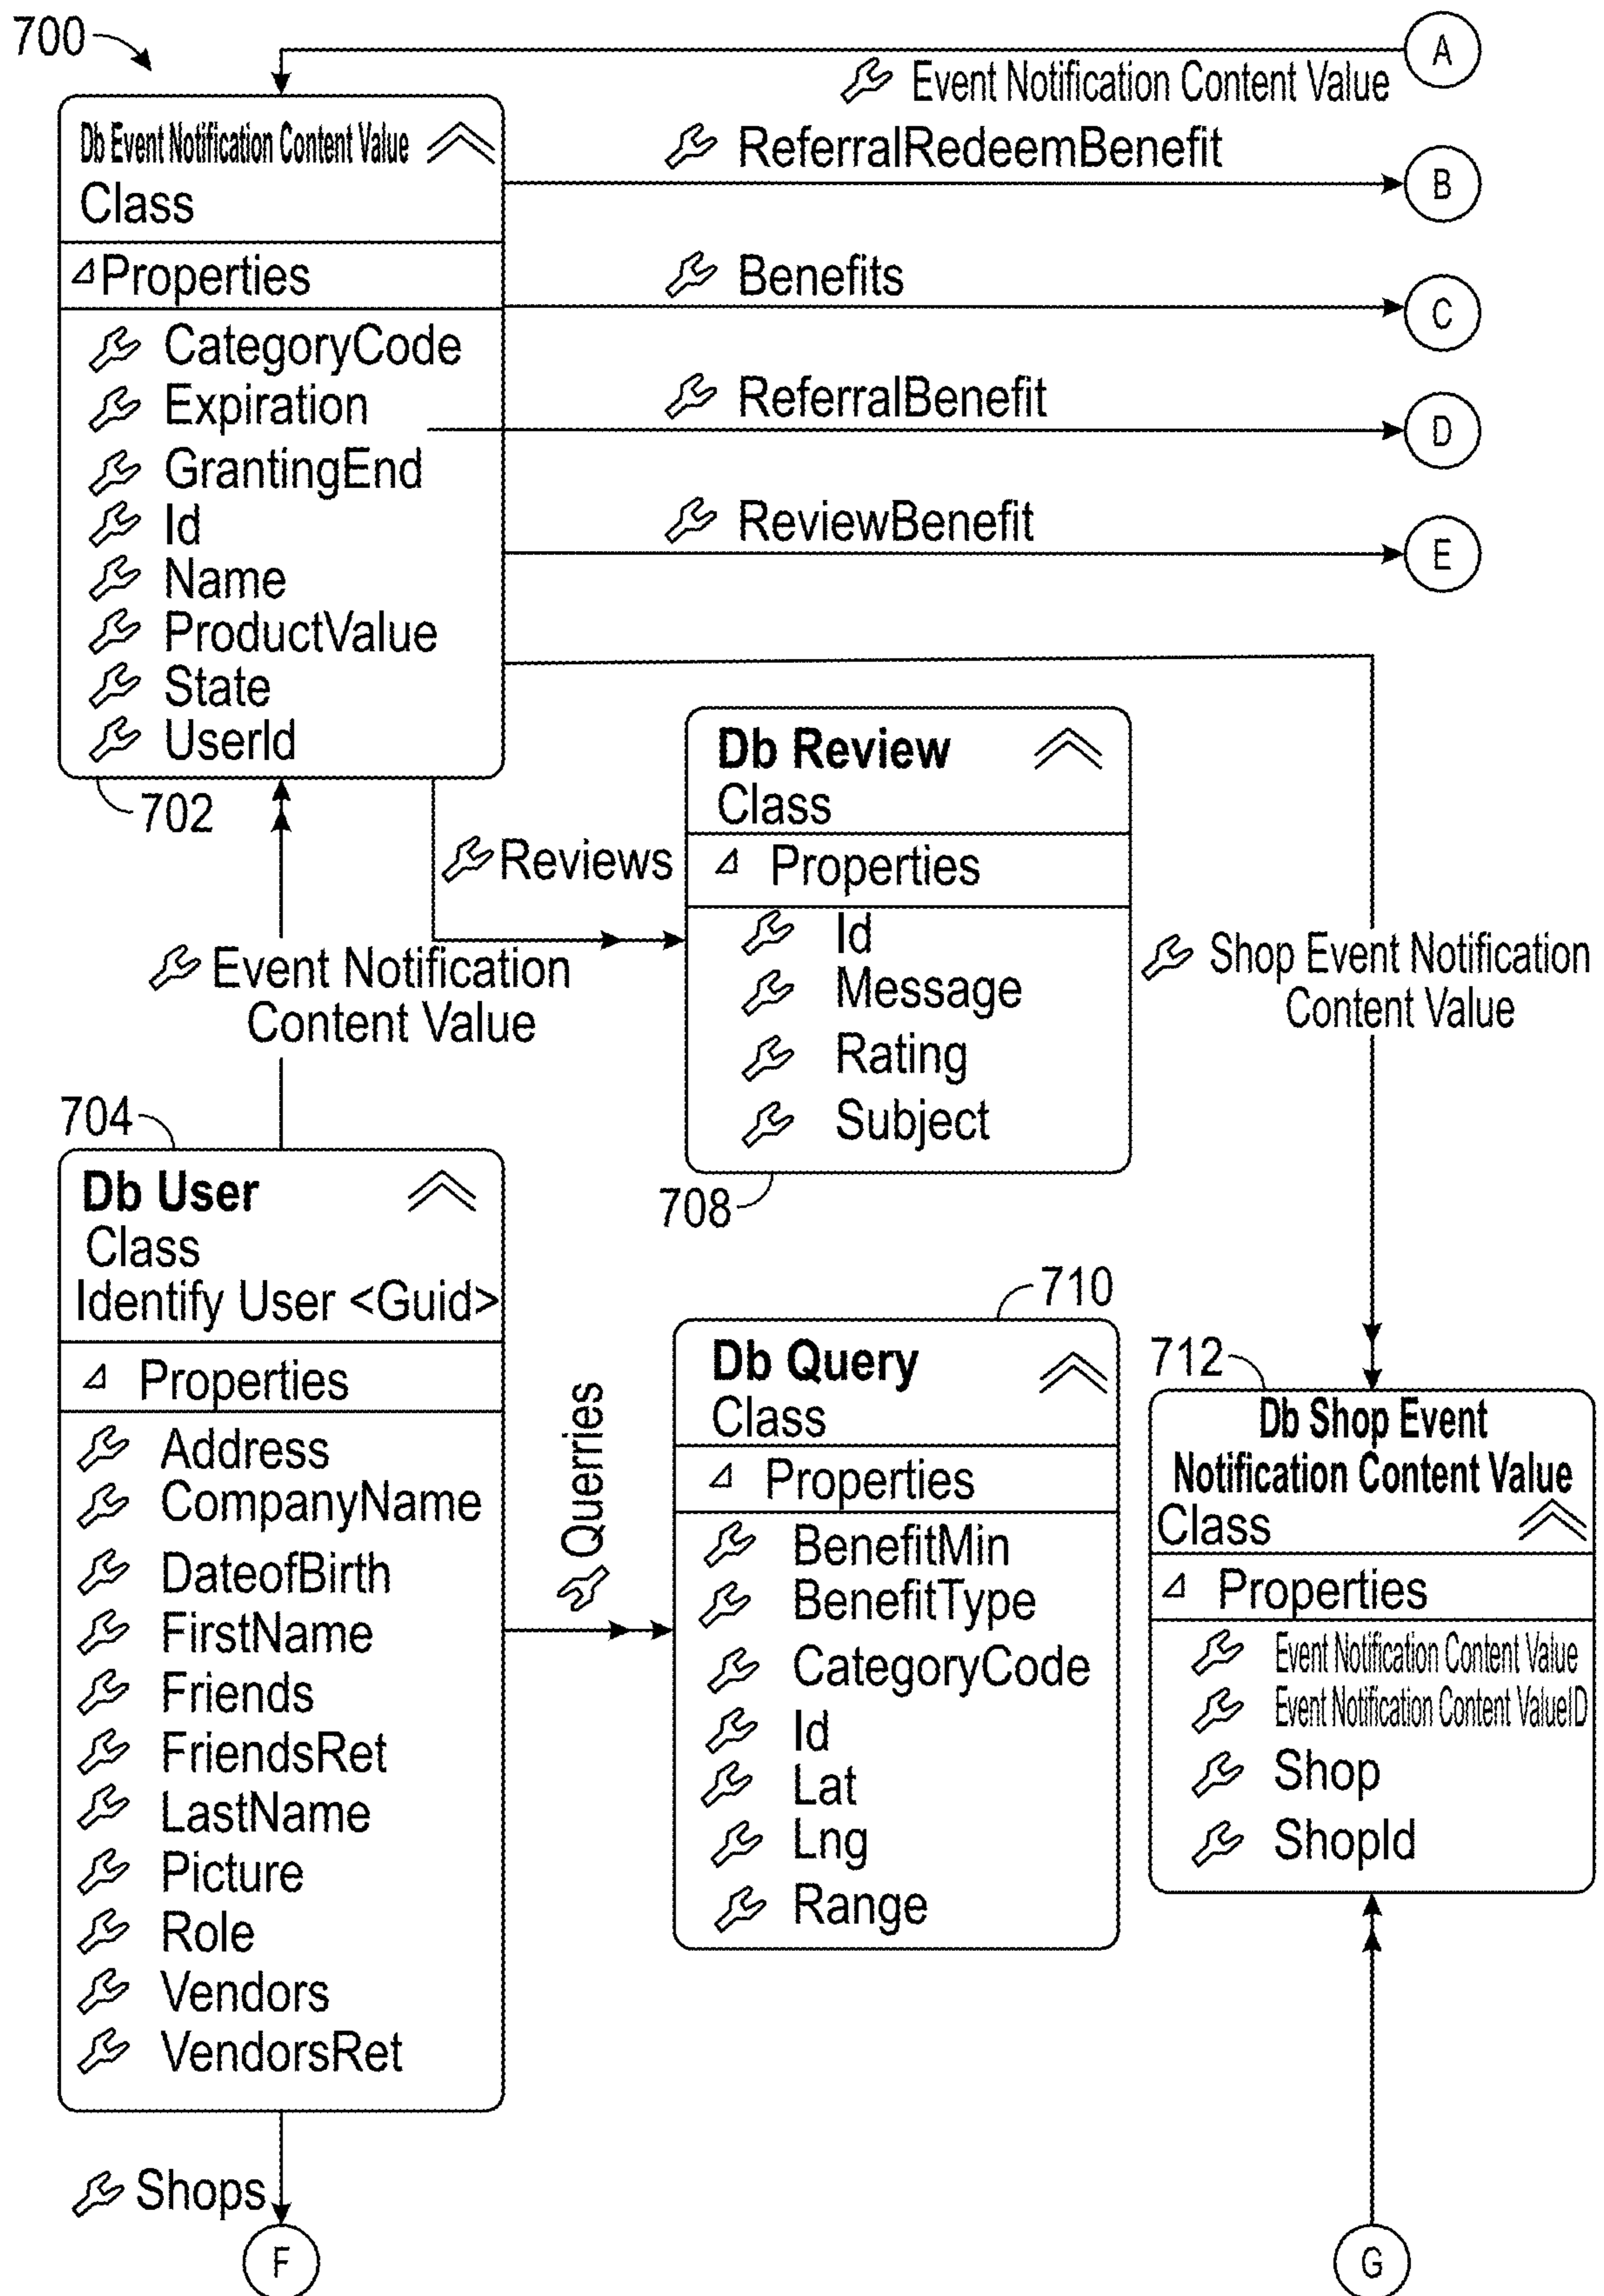 700
A
Event Notification Content Value
Db Event Notification Content Value
Class
ReferralRedeemBenefit
B
Properties
Benefits
C
CategoryCode
Expiration
GrantingEnd
Id
Name
ProductValue
State
UserId
ReferralBenefit
D
ReviewBenefit
E
702
Reviews
Db Review
Class
Properties
Id
Message
Rating
Subject
708
Event Notification
Content Value
Shop Event Notification
Content Value
704
Db User
Class
Identify User <Guid>
Properties
Address
CompanyName
DateofBirth
FirstName
Friends
FriendsRet
LastName
Picture
Role
Vendors
VendorsRet
Querries
710
Db Query
Class
Properties
BenefitMin
BenefitType
CategoryCode
Id
Lat
Lng
Range
712
Db Shop Event
Notification Content Value
Class
Properties
Event Notification Content Value
Event Notification Content ValueID
Shop
ShopId
Shops
F
G